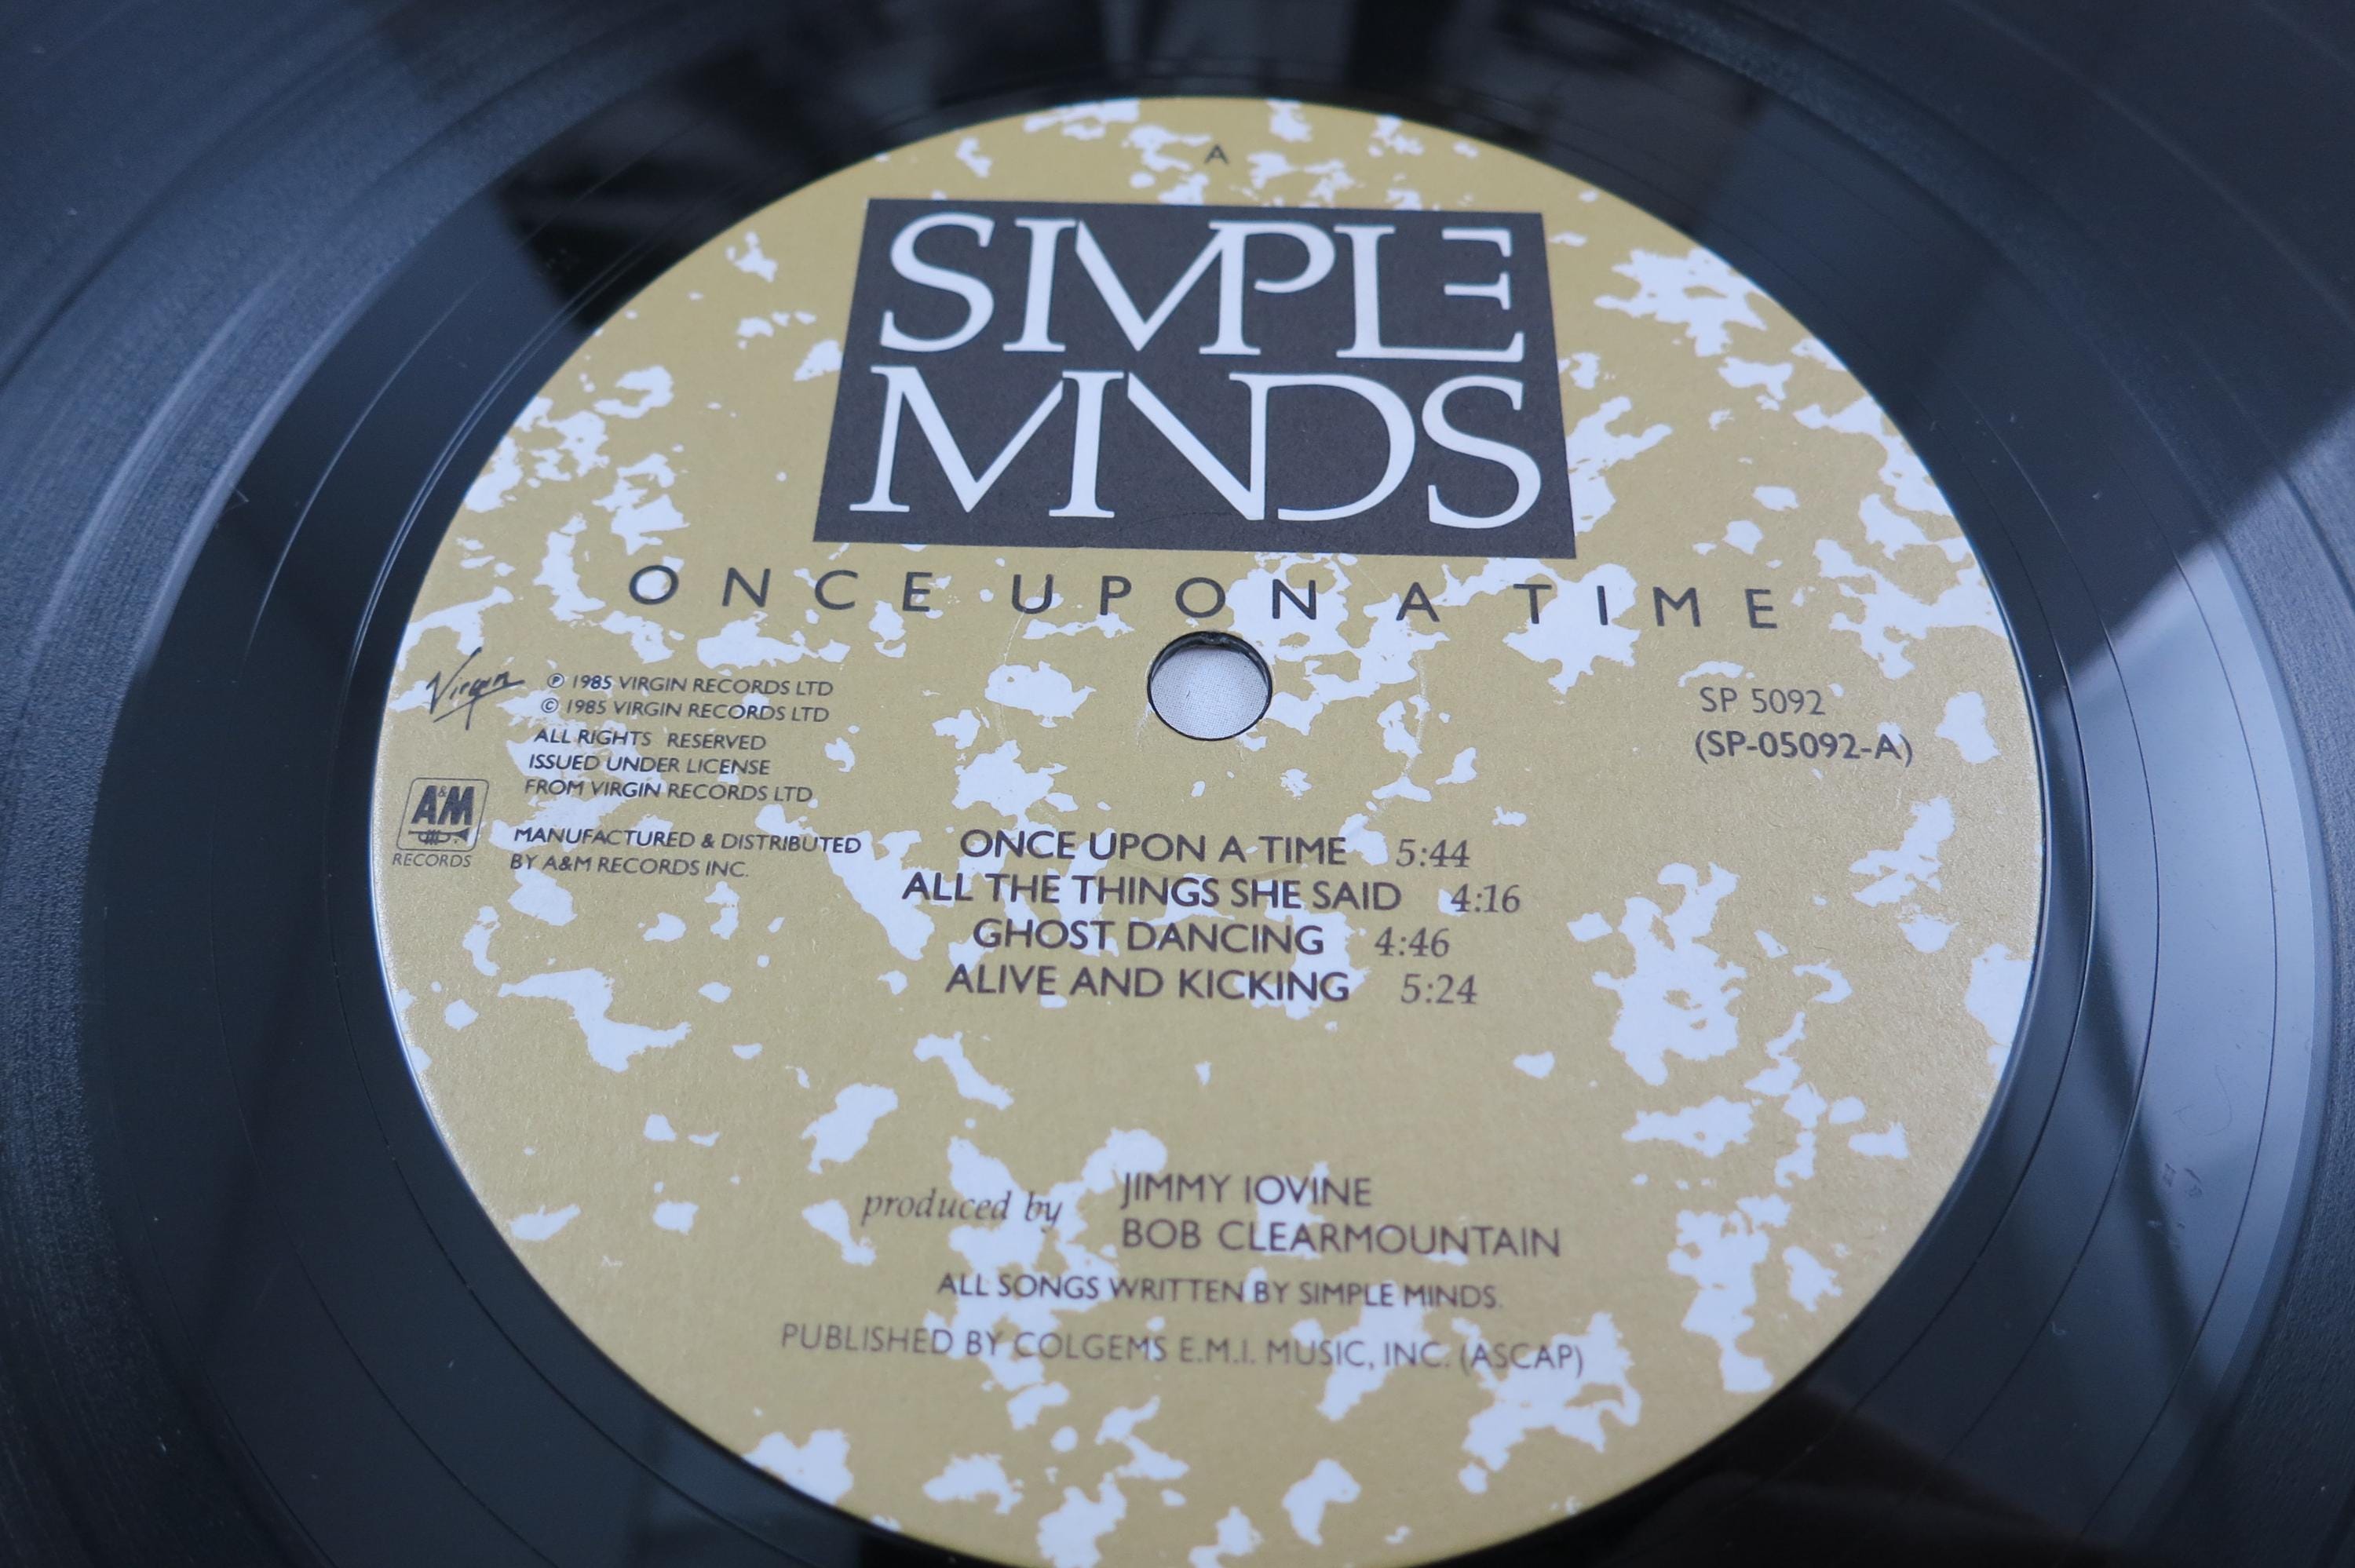 A
SIMPLE
MINDS
ONCE UPON A TIME
Virgin
℗ 1985 VIRGIN RECORDS LTD
© 1985 VIRGIN RECORDS LTD
ALL RIGHTS RESERVED
ISSUED UNDER LICENSE
FROM VIRGIN RECORDS LTD
A&M
RECORDS
MANUFACTURED & DISTRIBUTED
BY A&M RECORDS INC.
SP 5092
(SP-05092-A)
ONCE UPON A TIME 5:44
ALL THE THINGS SHE SAID 4:16
GHOST DANCING 4:46
ALIVE AND KICKING 5:24
produced by JIMMY IOVINE
BOB CLEARMOUNTAIN
ALL SONGS WRITTEN BY SIMPLE MINDS.
PUBLISHED BY COLGEMS E.M.I. MUSIC, INC. (ASCAP)